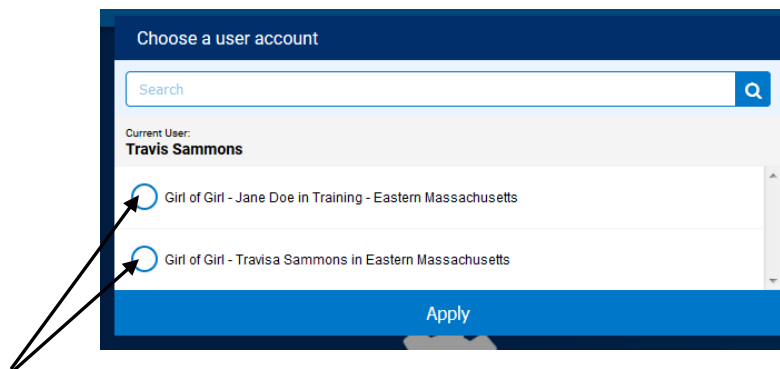 Choose a user account
Search
Current User:
Travis Sammons
Girl of Girl - Jane Doe in Training - Eastern Massachusetts
Girl of Girl - Travisa Sammons in Eastern Massachusetts
Apply